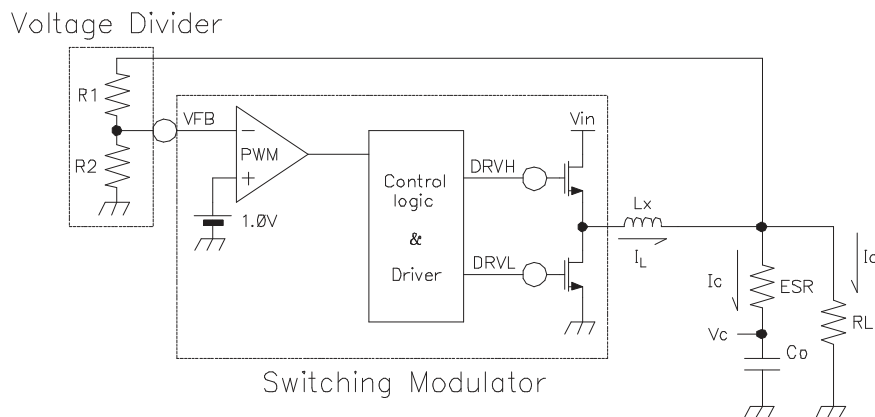 Voltage Divider
R1
R2
VFB
−
PWM
+
1.0V
Control
logic
&
Driver
DRVH
DRVL
Vin
Lx
IL
Ic
ESR
Vc
Co
Io
RL
Switching Modulator